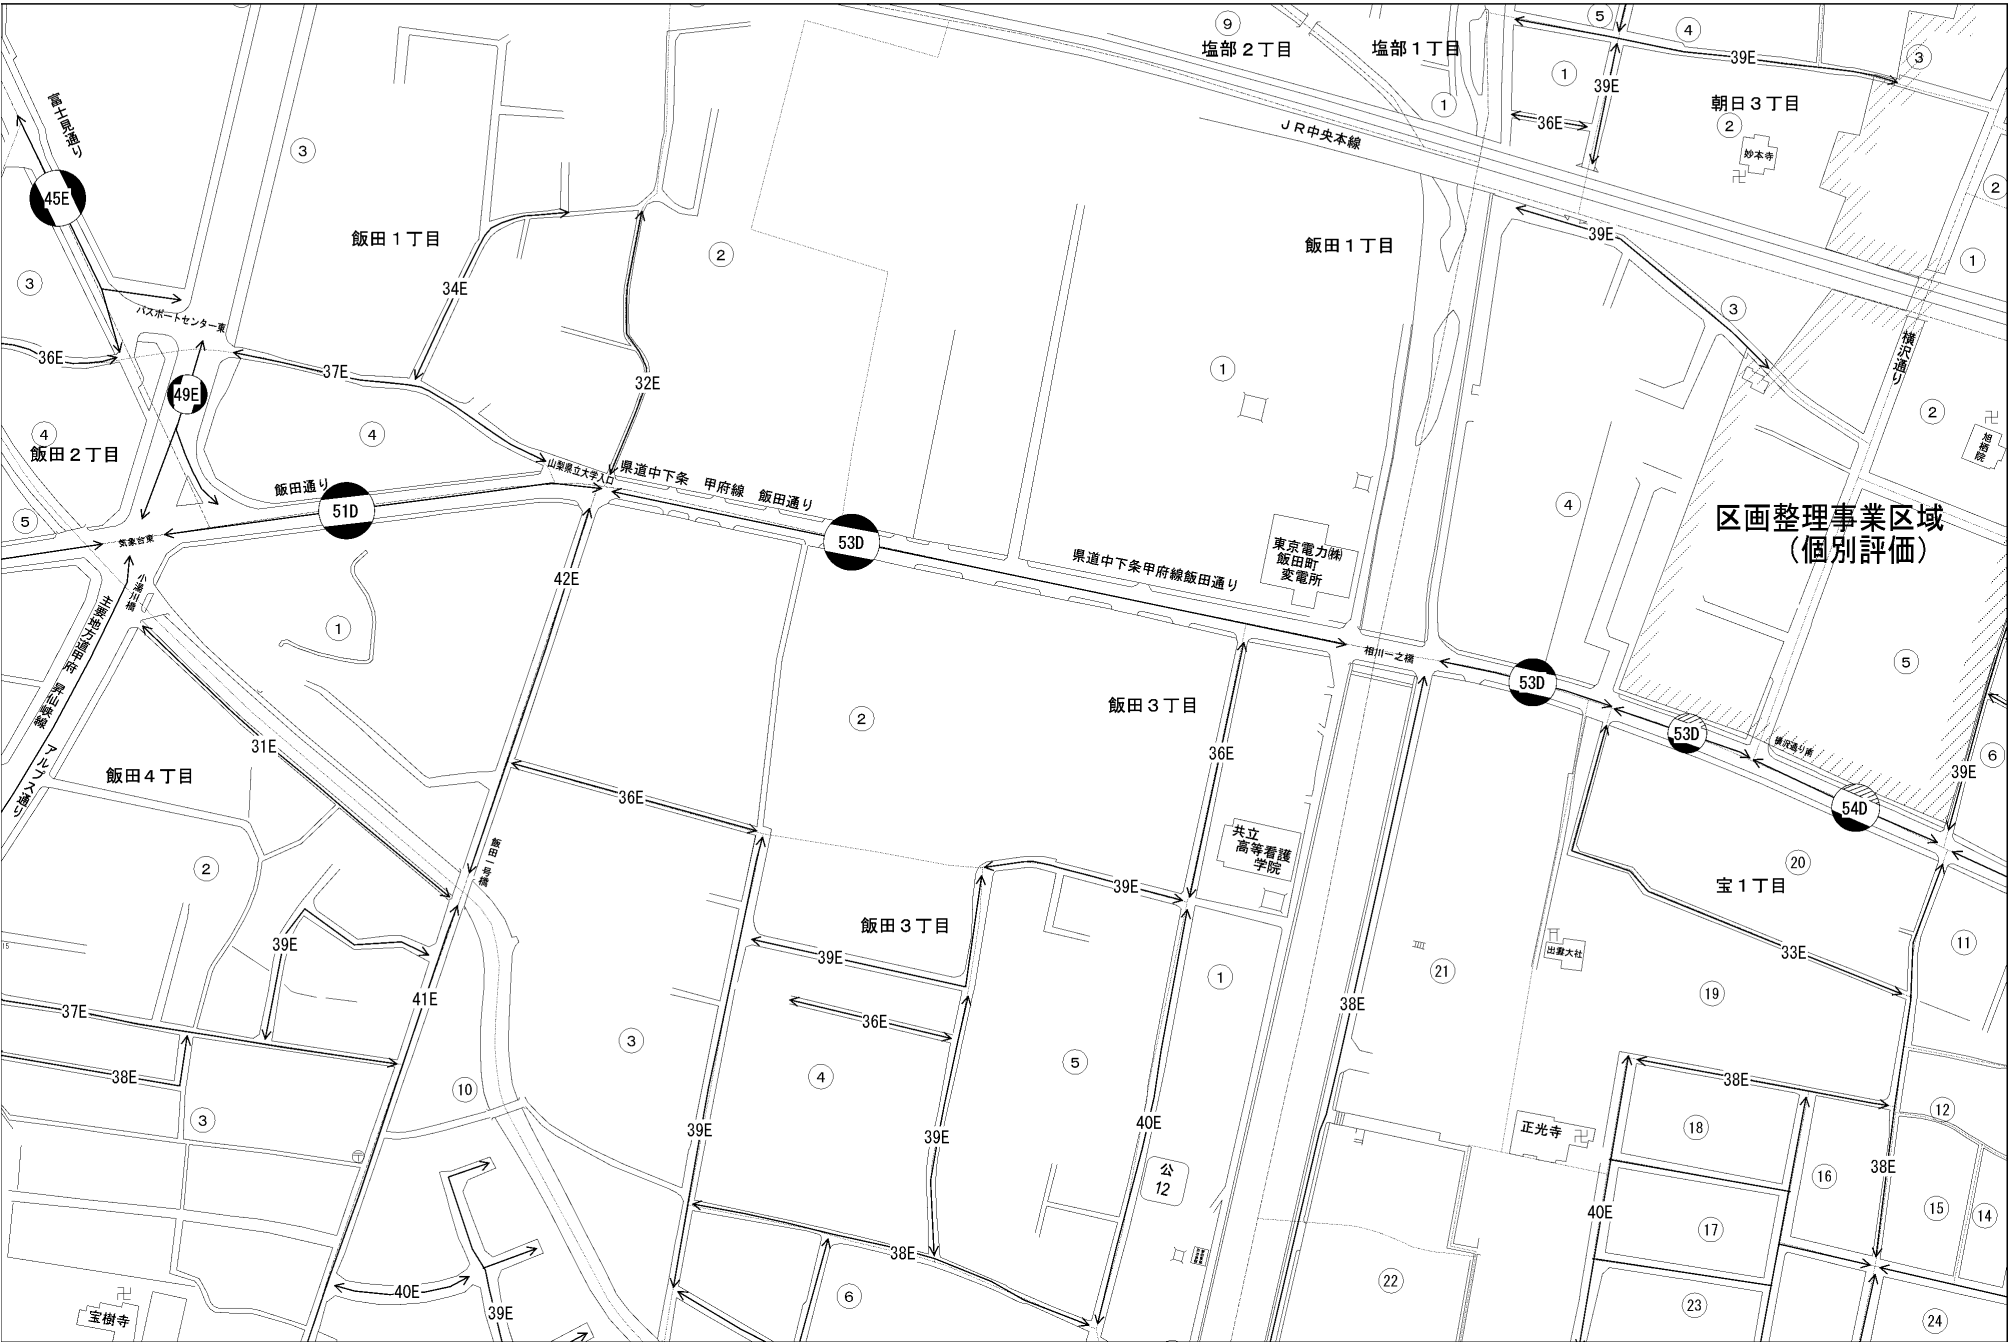 ⑨
塩部２丁目
塩部１丁目
①
⑤
④
39E
③
①
39E
36E
朝日３丁目
②
妙本寺
②
①
ＪＲ中央本線
富士見通り
45E
③
③
飯田１丁目
34E
②
飯田１丁目
39E
③
横沢通り
パスポートセンター東
36E
49E
37E
32E
①
②
旭栖院
④
飯田２丁目
④
⑤
飯田通り
51D
山梨県立大学入口
県道中下条　甲府線　飯田通り
53D
県道中下条甲府線飯田通り
東京電力㈱
飯田町
変電所
④
区画整理事業区域
（個別評価）
気象台東
小湯川橋
主要地方道甲府　昇仙峡線　アルプス通り
①
42E
相川一之橋
53D
53D
横沢通り南
54D
⑤
⑥
39E
31E
飯田４丁目
36E
②
飯田３丁目
36E
飯田一号橋
共立
高等看護
学院
⑳
宝１丁目
②
39E
41E
飯田３丁目
39E
39E
36E
①
38E
㉑
出雲大社
33E
⑪
⑲
15
37E
38E
③
⑩
③
④
⑤
39E
39E
40E
公
12
38E
⑱
正光寺
⑫
38E
⑯
⑮
⑭
40E
⑰
38E
40E
39E
⑥
㉒
㉓
㉔
宝樹寺